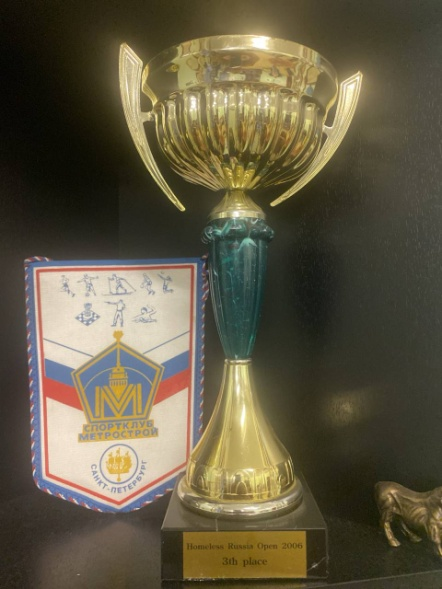 М
СПОРТКЛУБ
МЕТРОСТРОЙ
САНКТ-ПЕТЕРБУРГ
Homeless Russia Open 2006
3th place